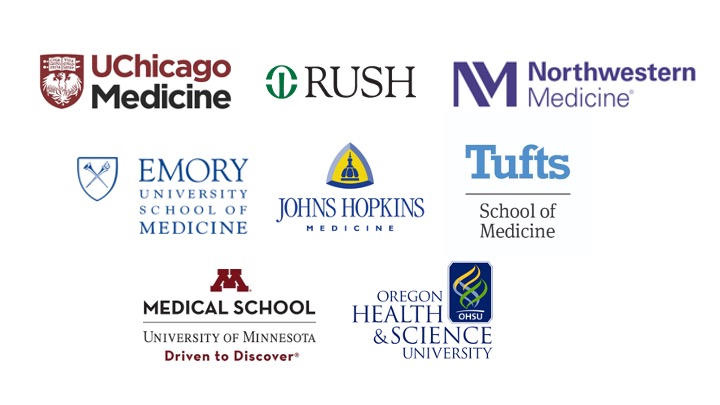 UChicago
Medicine
RUSH
Northwestern
Medicine®
EMORY
UNIVERSITY
SCHOOL OF
MEDICINE
JOHNS HOPKINS
MEDICINE
Tufts
School of
Medicine
M
MEDICAL SCHOOL
UNIVERSITY OF MINNESOTA
Driven to Discover®
OREGON
HEALTH
& SCIENCE
UNIVERSITY
OHSU